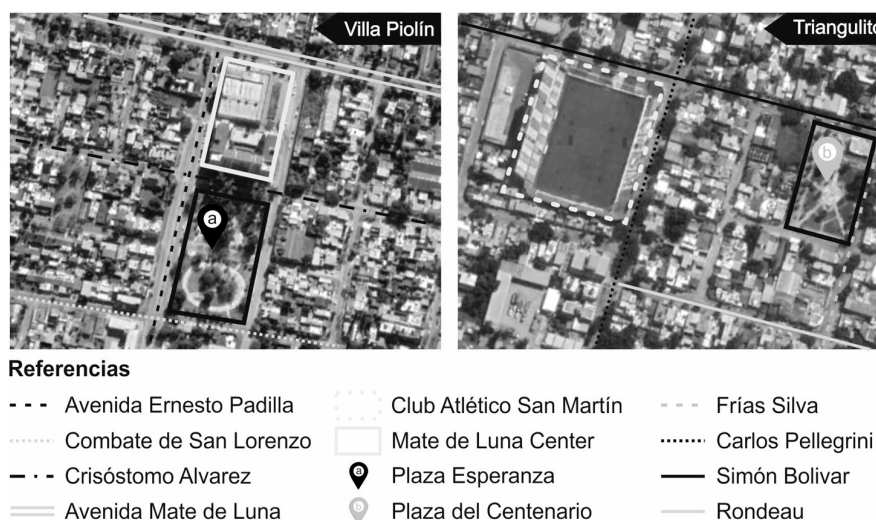 Villa Piolín
Triangulito
a
b
Referencias
Avenida Ernesto Padilla
Club Atlético San Martín
Frías Silva
Combate de San Lorenzo
Mate de Luna Center
Carlos Pellegrini
Crisóstomo Alvarez
a Plaza Esperanza
Simón Bolivar
Avenida Mate de Luna
b Plaza del Centenario
Rondeau